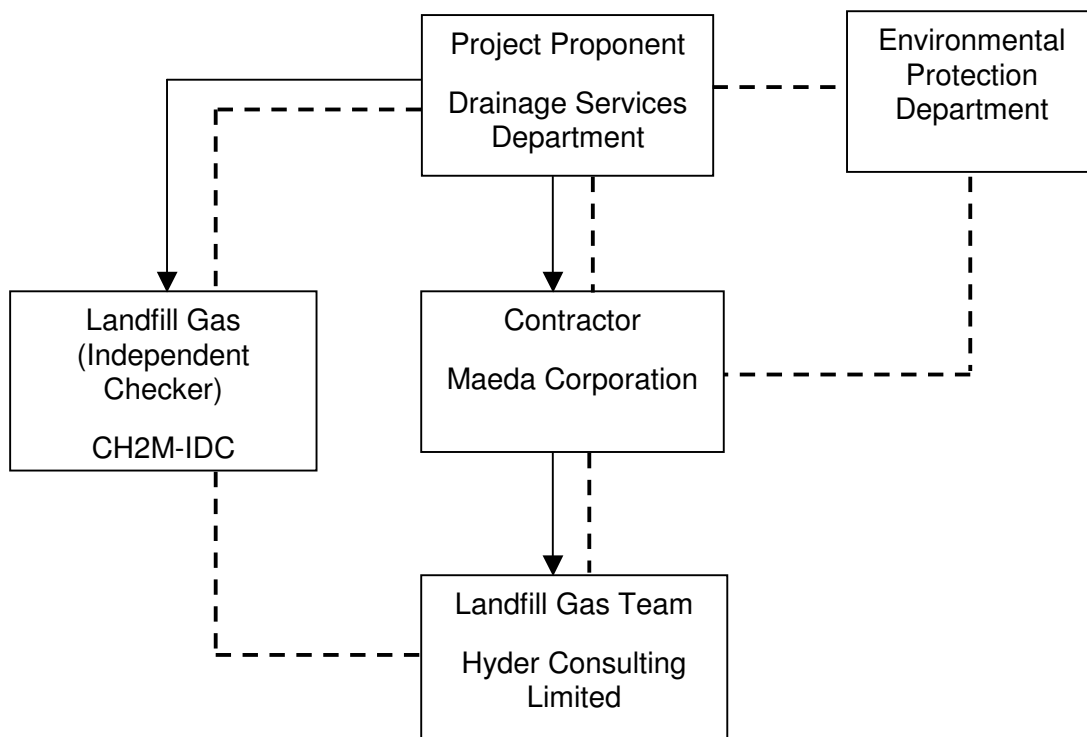 Project Proponent
Drainage Services
Department
Environmental
Protection
Department
Landfill Gas
(Independent
Checker)
CH2M-IDC
Contractor
Maeda Corporation
Landfill Gas Team
Hyder Consulting
Limited